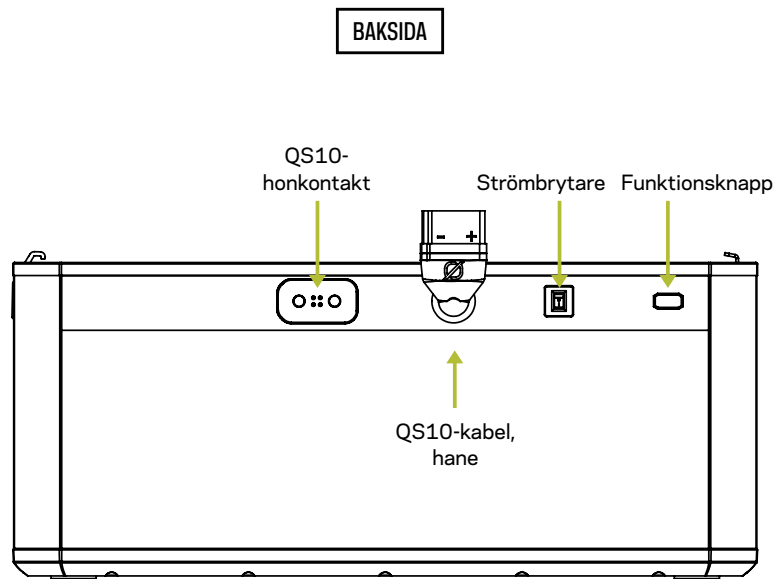 BAKSIDA
QS10-
honkontakt
Strömbrytare
Funktionsknapp
- +
QS10-kabel,
hane